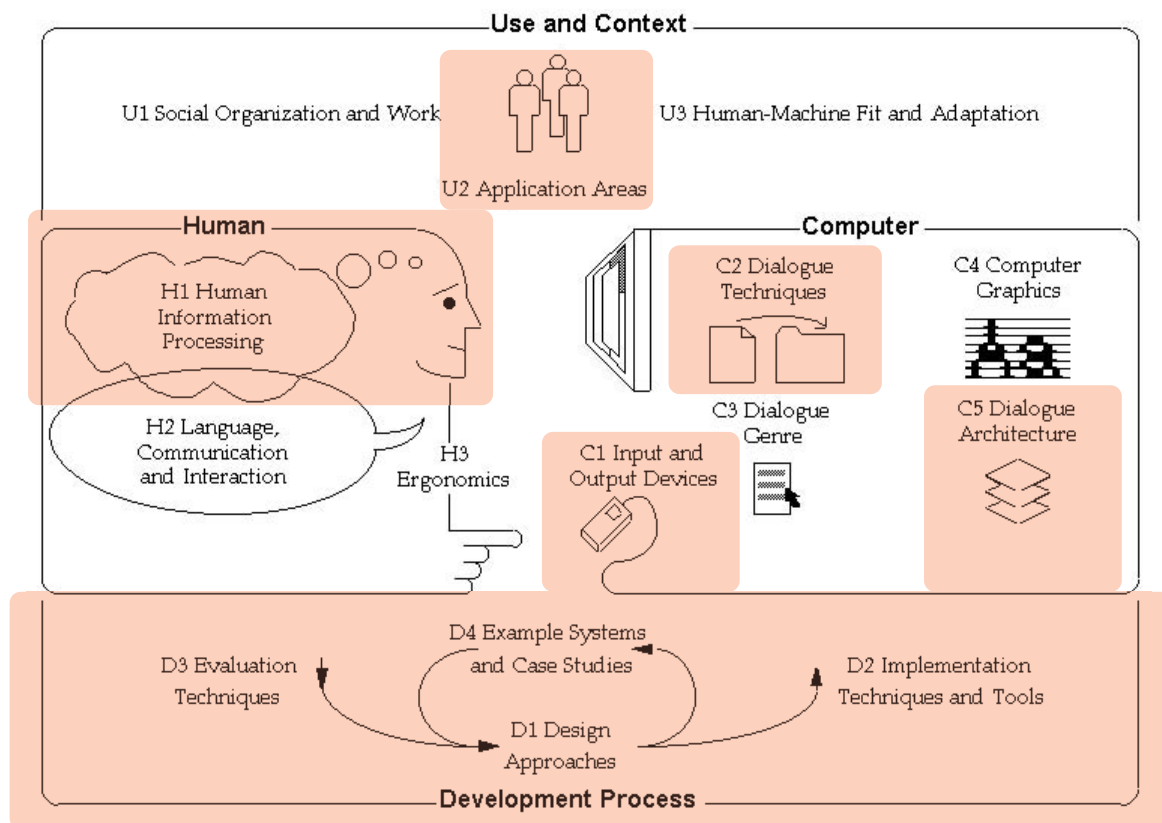 Use and Context
U1 Social Organization and Work
U3 Human-Machine Fit and Adaptation
U2 Application Areas
Human
H1 Human
Information
Processing
H2 Language,
Communication
and Interaction
H3
Ergonomics
Computer
C2 Dialogue
Techniques
C4 Computer
Graphics
C3 Dialogue
Genre
C5 Dialogue
Architecture
C1 Input and
Output Devices
D3 Evaluation
Techniques
D4 Example Systems
and Case Studies
D2 Implementation
Techniques and Tools
D1 Design
Approaches
Development Process